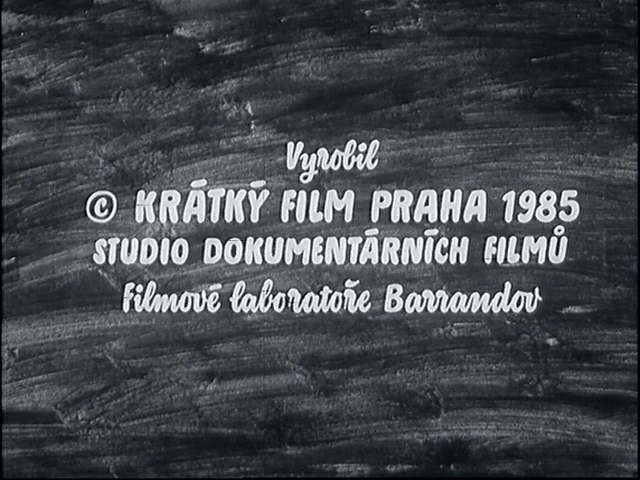 Vyrobil
© KRÁTKÝ FILM PRAHA 1985
STUDIO DOKUMENTÁRNÍCH FILMŮ
Filmové laboratoře Barrandov